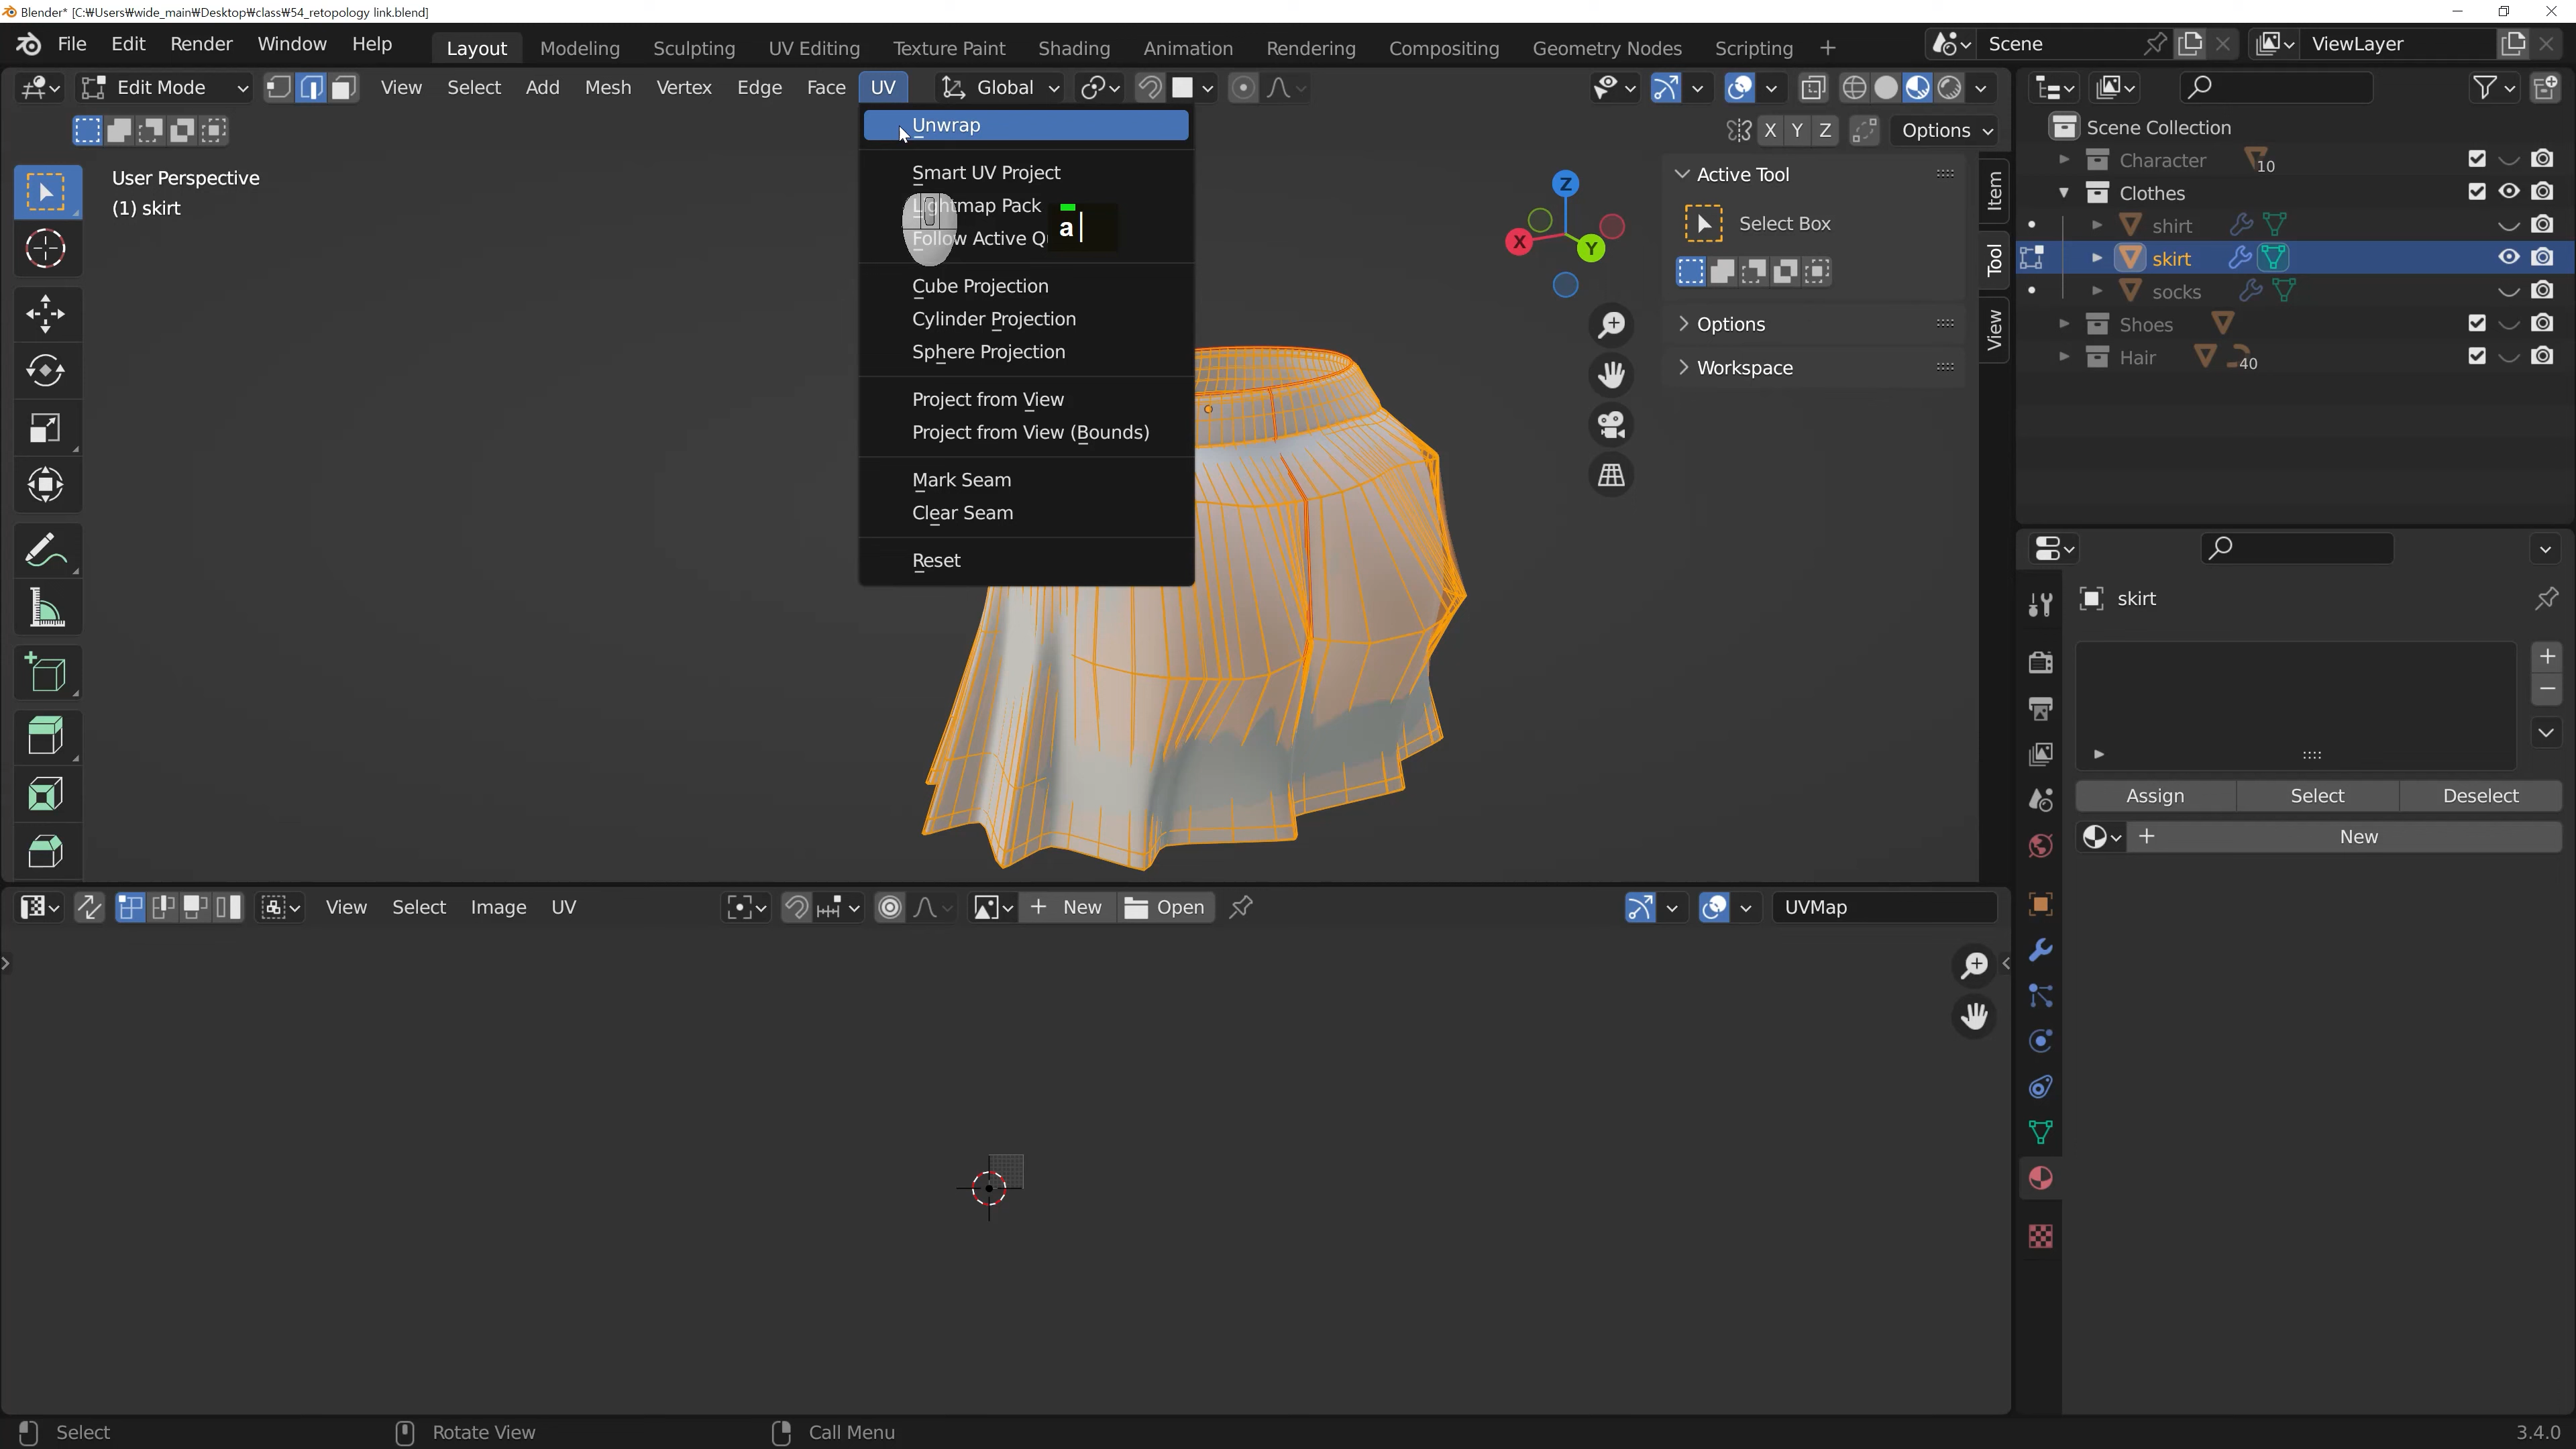 Blender* [C:₩Users₩wide_main₩Desktop₩class₩54_retopology link.blend]
File Edit Render Window Help Layout Modeling Sculpting UV Editing Texture Paint Shading Animation Rendering Compositing Geometry Nodes Scripting + Scene ViewLayer
Edit Mode View Select Add Mesh Vertex Edge Face UV Global
X Y Z Options
User Perspective
(1) skirt
Unwrap
Smart UV Project
Lightmap Pack
Follow Active Q
a
Cube Projection
Cylinder Projection
Sphere Projection
Project from View
Project from View (Bounds)
Mark Seam
Clear Seam
Reset
Z
X
Y
Active Tool
Select Box
Options
Workspace
Item
Tool
View
Scene Collection
Character 10
Clothes
shirt
skirt
socks
Shoes
Hair 40
skirt
Assign Select Deselect
New
View Select Image UV New Open UVMap
Select Rotate View Call Menu 3.4.0